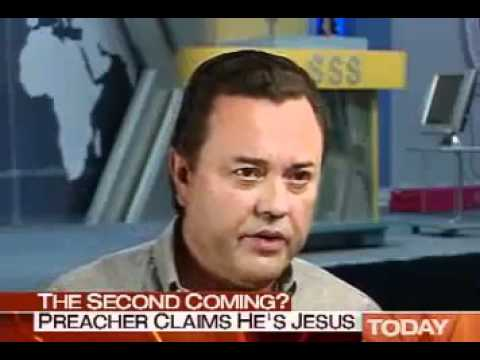 $$$
THE SECOND COMING?
PREACHER CLAIMS HE'S JESUS
TODAY